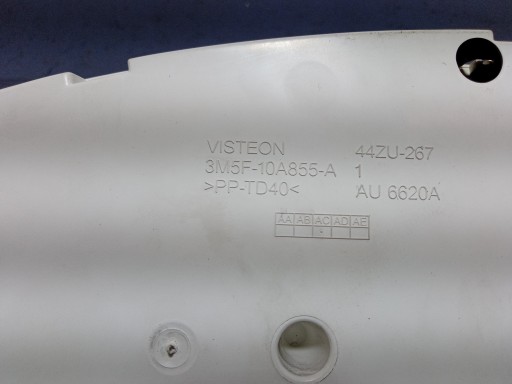 VISTEON 44ZU-267
3M5F-10A855-A 1
>PP-TD40< AU 6620A
AA AB AC AD AE